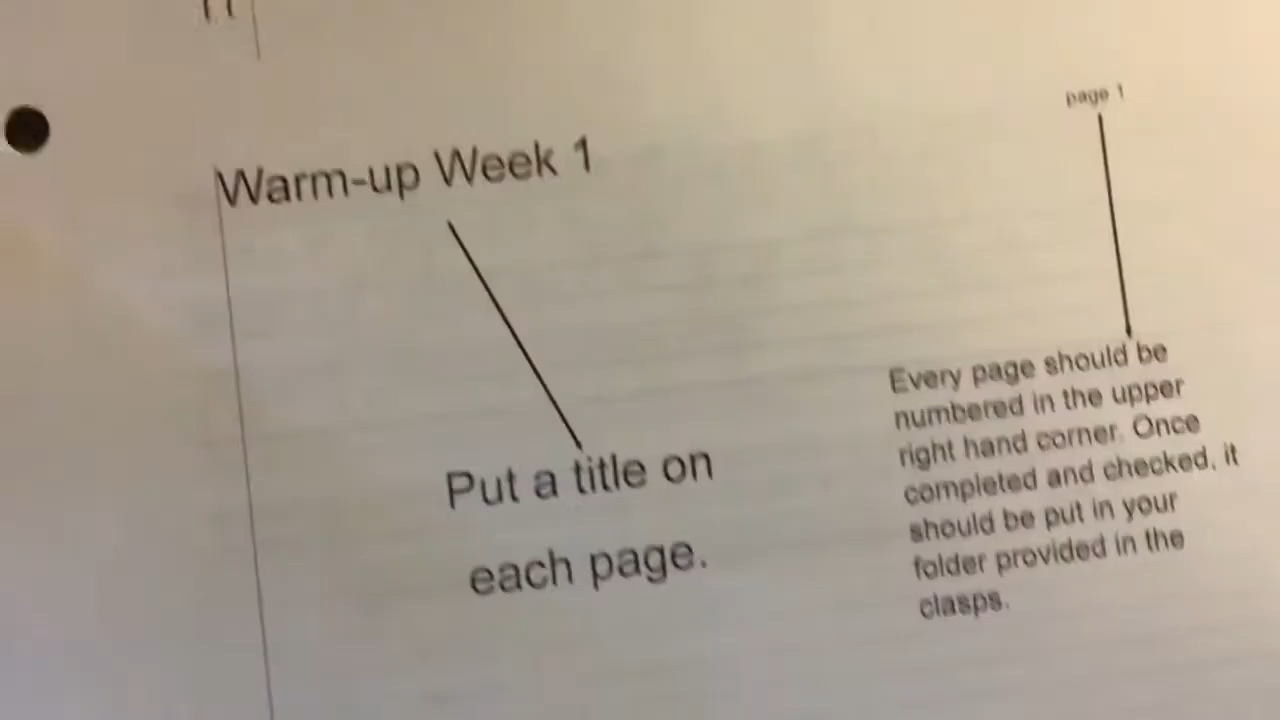 page 1
Warm-up Week 1
Put a title on
each page.
Every page should be
numbered in the upper
right hand corner. Once
completed and checked, it
should be put in your
folder provided in the
clasps.